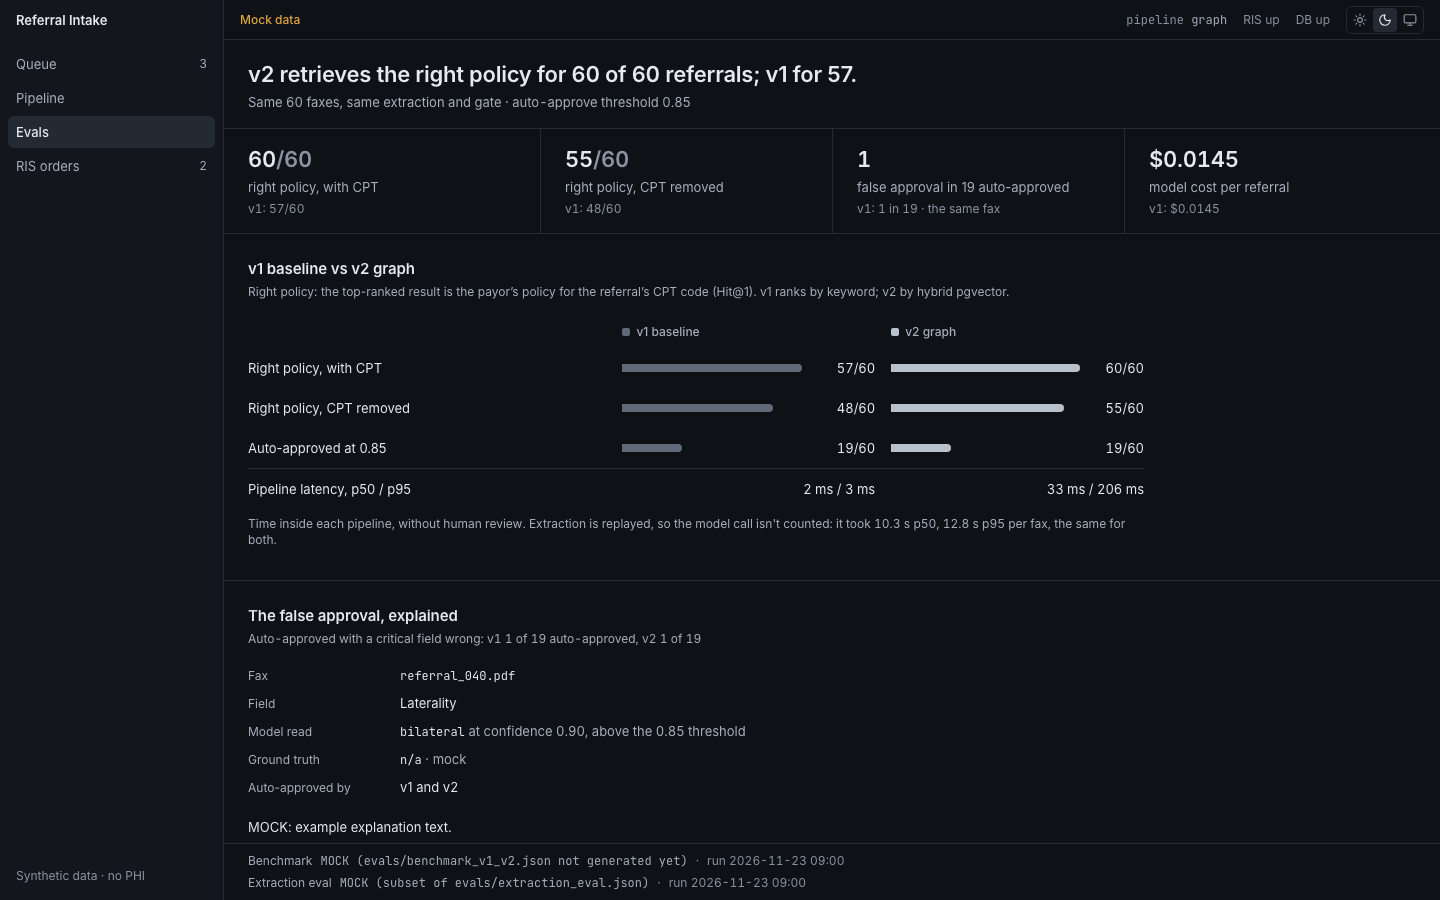 Referral Intake
Queue 3
Pipeline
Evals
RIS orders 2
Synthetic data · no PHI
Mock data
pipeline graph RIS up DB up
v2 retrieves the right policy for 60 of 60 referrals; v1 for 57.
Same 60 faxes, same extraction and gate · auto-approve threshold 0.85
60/60
right policy, with CPT
v1: 57/60
55/60
right policy, CPT removed
v1: 48/60
1
false approval in 19 auto-approved
v1: 1 in 19 · the same fax
$0.0145
model cost per referral
v1: $0.0145
v1 baseline vs v2 graph
Right policy: the top-ranked result is the payor’s policy for the referral’s CPT code (Hit@1). v1 ranks by keyword; v2 by hybrid pgvector.
v1 baseline v2 graph
Right policy, with CPT 57/60 60/60
Right policy, CPT removed 48/60 55/60
Auto-approved at 0.85 19/60 19/60
Pipeline latency, p50 / p95 2 ms / 3 ms 33 ms / 206 ms
Time inside each pipeline, without human review. Extraction is replayed, so the model call isn't counted: it took 10.3 s p50, 12.8 s p95 per fax, the same for
both.
The false approval, explained
Auto-approved with a critical field wrong: v1 1 of 19 auto-approved, v2 1 of 19
Fax referral_040.pdf
Field Laterality
Model read bilateral at confidence 0.90, above the 0.85 threshold
Ground truth n/a · mock
Auto-approved by v1 and v2
MOCK: example explanation text.
Benchmark MOCK (evals/benchmark_v1_v2.json not generated yet) · run 2026-11-23 09:00
Extraction eval MOCK (subset of evals/extraction_eval.json) · run 2026-11-23 09:00